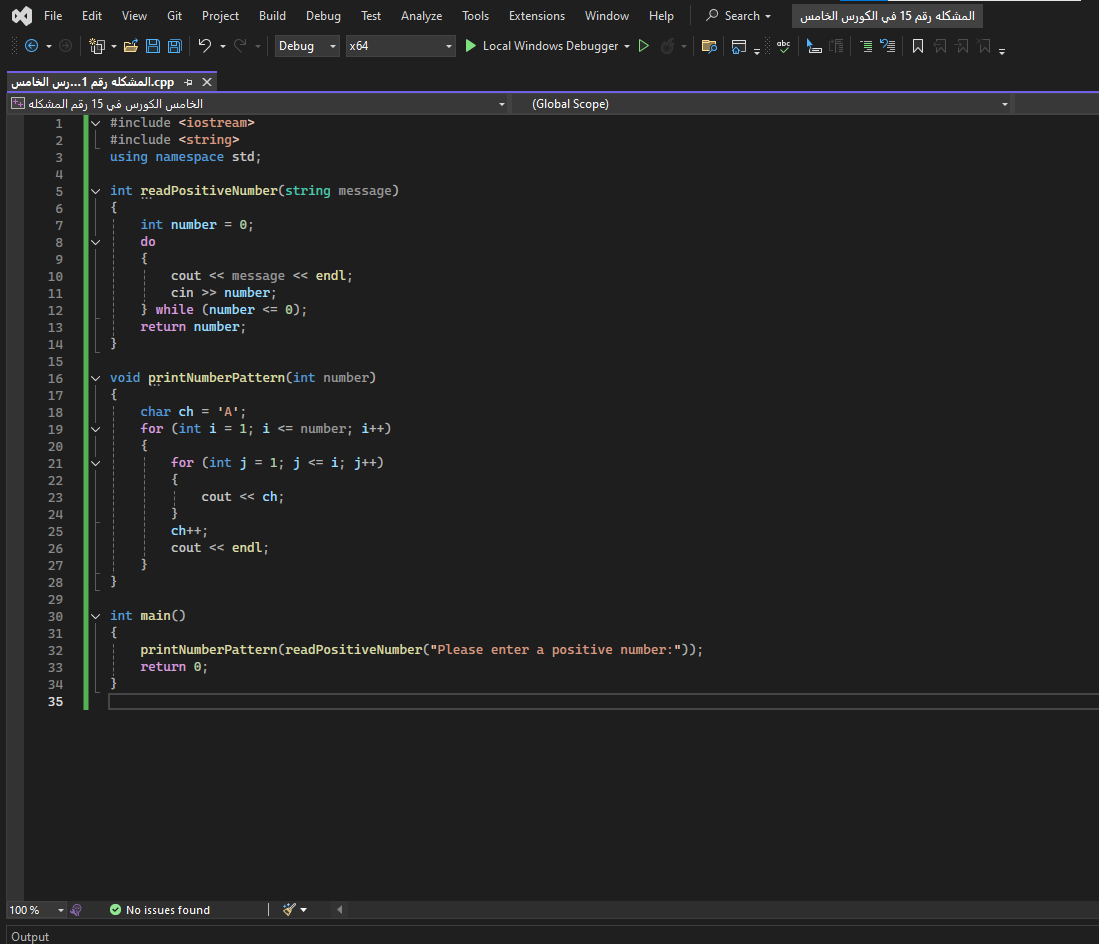 File Edit View Git Project Build Debug Test Analyze Tools Extensions Window Help Search المشكله رقم 15 في الكورس الخامس
Debug x64 Local Windows Debugger abc
المشكله رقم 1...رس الخامس.cpp
الخامس الكورس في 15 رقم المشكله (Global Scope)
1 #include <iostream>
2 #include <string>
3 using namespace std;
4
5 int readPositiveNumber(string message)
6 {
7 int number = 0;
8 do
9 {
10 cout << message << endl;
11 cin >> number;
12 } while (number <= 0);
13 return number;
14 }
15
16 void printNumberPattern(int number)
17 {
18 char ch = 'A';
19 for (int i = 1; i <= number; i++)
20 {
21 for (int j = 1; j <= i; j++)
22 {
23 cout << ch;
24 }
25 ch++;
26 cout << endl;
27 }
28 }
29
30 int main()
31 {
32 printNumberPattern(readPositiveNumber("Please enter a positive number:"));
33 return 0;
34 }
35
100 % No issues found
Output